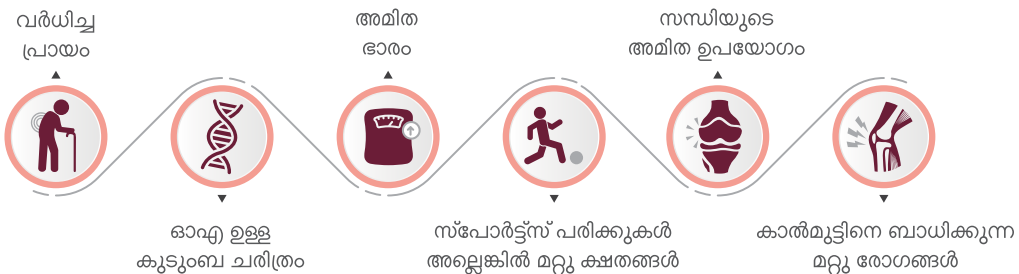 വർധിച്ച
പ്രായം
ഓഎ ഉള്ള
കുടുംബ ചരിത്രം
അമിത
ഭാരം
സ്പോർട്ട്സ് പരിക്കുകൾ
അല്ലെങ്കിൽ മറ്റു ക്ഷതങ്ങൾ
സന്ധിയുടെ
അമിത ഉപയോഗം
കാൽമുട്ടിനെ ബാധിക്കുന്ന
മറ്റു രോഗങ്ങൾ